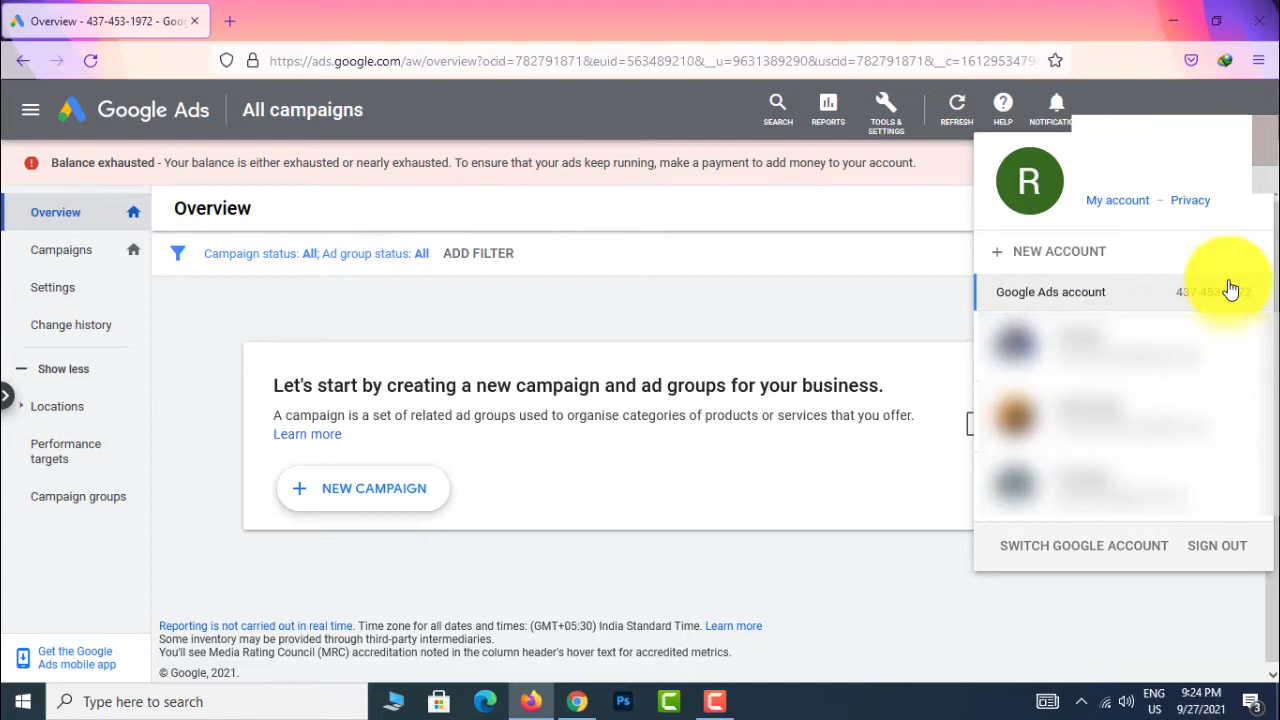 Overview - 437-453-1972 - Goog
https://ads.google.com/aw/overview?ocid=782791871&euid=563489210&__u=9631389290&uscid=782791871&__c=1612953479
Google Ads
All campaigns
SEARCH
REPORTS
TOOLS & SETTINGS
REFRESH
HELP
NOTIFICATI
Balance exhausted - Your balance is either exhausted or nearly exhausted. To ensure that your ads keep running, make a payment to add money to your account.
R
My account – Privacy
+ NEW ACCOUNT
Google Ads account
SWITCH GOOGLE ACCOUNT
SIGN OUT
Overview
Campaigns
Settings
Change history
Show less
Locations
Performance
targets
Campaign groups
Get the Google
Ads mobile app
Overview
Campaign status: All; Ad group status: All
ADD FILTER
Let's start by creating a new campaign and ad groups for your business.
A campaign is a set of related ad groups used to organise categories of products or services that you offer.
Learn more
+ NEW CAMPAIGN
Reporting is not carried out in real time. Time zone for all dates and times: (GMT+05:30) India Standard Time. Learn more
Some inventory may be provided through third-party intermediaries.
You'll see Media Rating Council (MRC) accreditation noted in the column header's hover text for accredited metrics.
© Google, 2021.
Type here to search
Ps
C
C
ENG
US
9:24 PM
9/27/2021
3